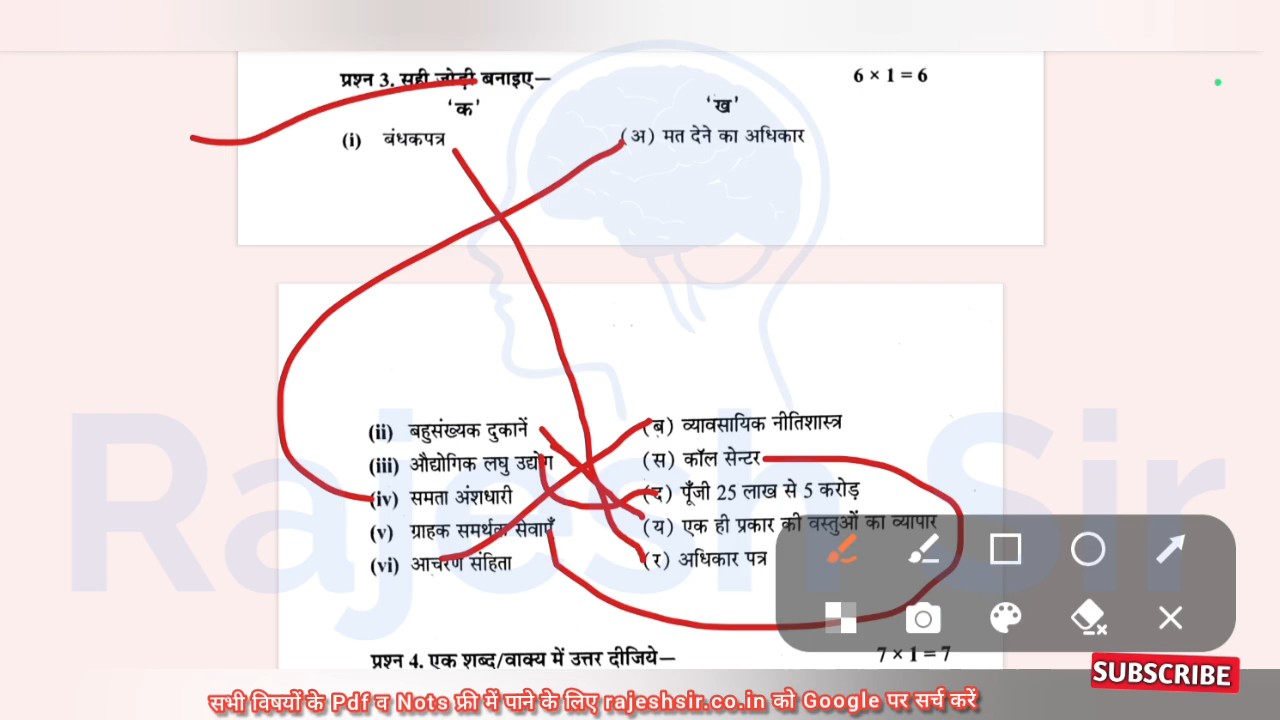 प्रश्न 3. सही जोड़ी बनाइए—
6 × 1 = 6
'क'
'ख'
(i) बंधकपत्र
(अ) मत देने का अधिकार
(ii) बहुसंख्यक दुकानें
(ब) व्यावसायिक नीतिशास्त्र
(iii) औद्योगिक लघु उद्योग
(स) कॉल सेन्टर
(iv) समता अंशधारी
(द) पूँजी 25 लाख से 5 करोड़
(v) ग्राहक समर्थक सेवाएँ
(य) एक ही प्रकार की वस्तुओं का व्यापार
(vi) आचरण संहिता
(र) अधिकार पत्र
Rajesh Sir
प्रश्न 4. एक शब्द/वाक्य में उत्तर दीजिये—
7 × 1 = 7
SUBSCRIBE
सभी विषयों के Pdf व Nots फ्री में पाने के लिए rajeshsir.co.in को Google पर सर्च करें